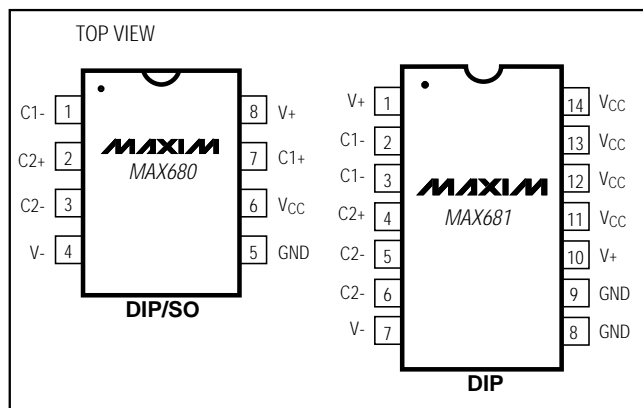 TOP VIEW
C1- 1
C2+ 2
C2- 3
V- 4
8 V+
7 C1+
6 VCC
5 GND
MAXIM
MAX680
DIP/SO
V+ 1
C1- 2
C1- 3
C2+ 4
C2- 5
C2- 6
V- 7
14 VCC
13 VCC
12 VCC
11 VCC
10 V+
9 GND
8 GND
MAXIM
MAX681
DIP